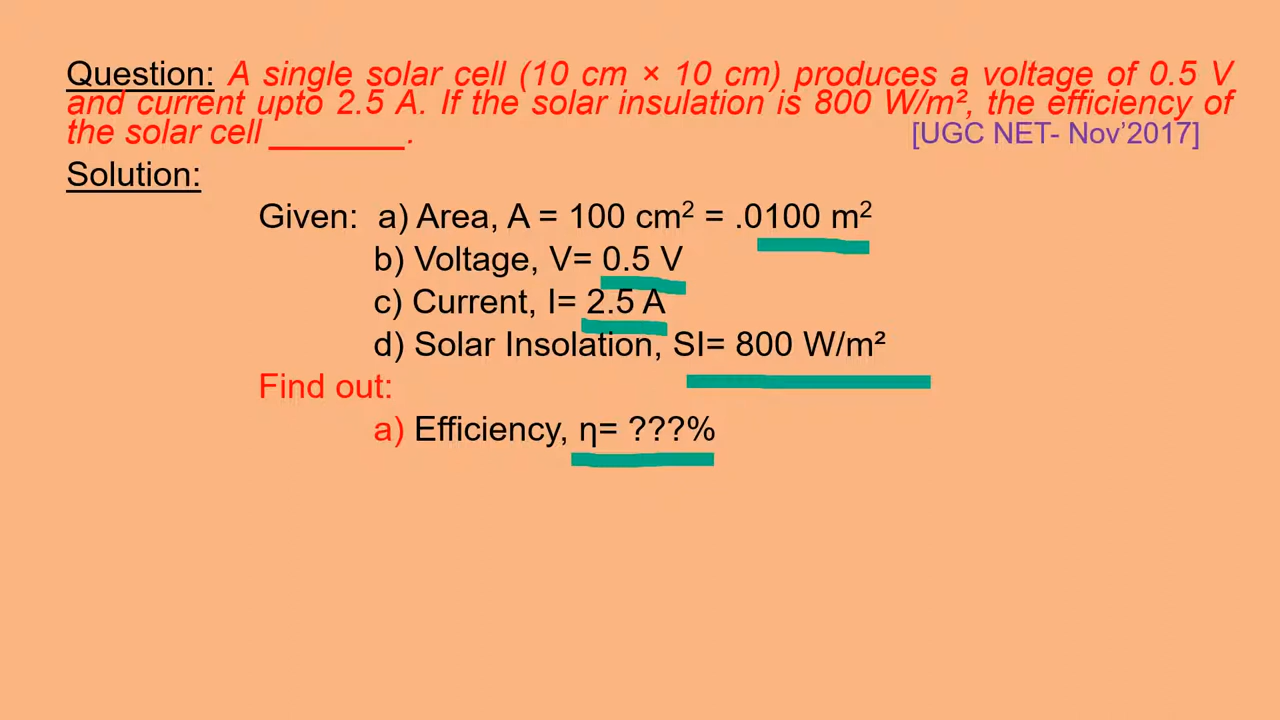 Question: A single solar cell (10 cm × 10 cm) produces a voltage of 0.5 V
and current upto 2.5 A. If the solar insulation is 800 W/m², the efficiency of
the solar cell _______. [UGC NET- Nov’2017]
Solution:
Given: a) Area, A = 100 cm² = .0100 m²
b) Voltage, V= 0.5 V
c) Current, I= 2.5 A
d) Solar Insolation, SI= 800 W/m²
Find out:
a) Efficiency, η= ???%